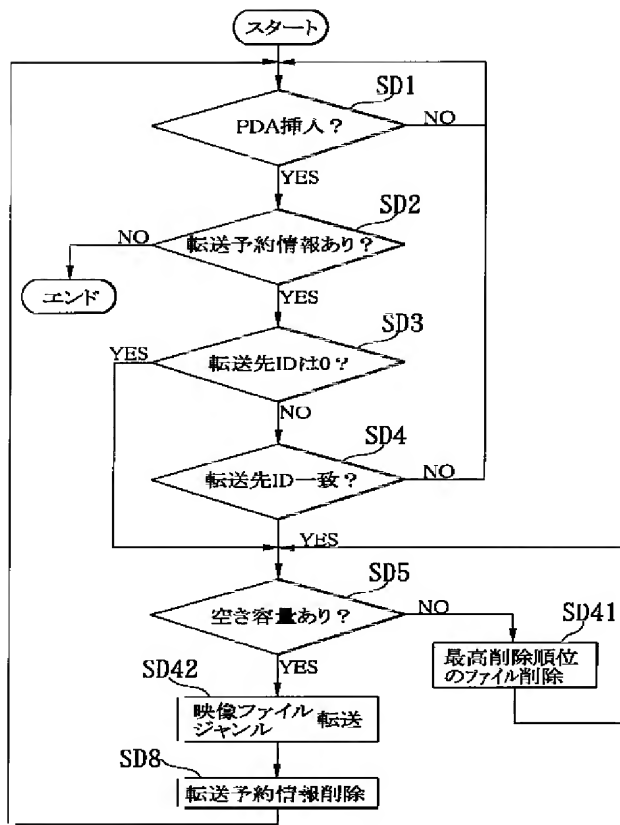 スタート
SD1
PDA挿入?
NO
YES
SD2
NO
転送予約情報あり?
エンド
YES
SD3
YES
転送先IDは0?
NO
SD4
転送先ID一致?
NO
YES
SD5
空き容量あり?
NO
SD41
最高削除順位
のファイル削除
YES
SD42
映像ファイル
ジャンル 転送
SD8
転送予約情報削除